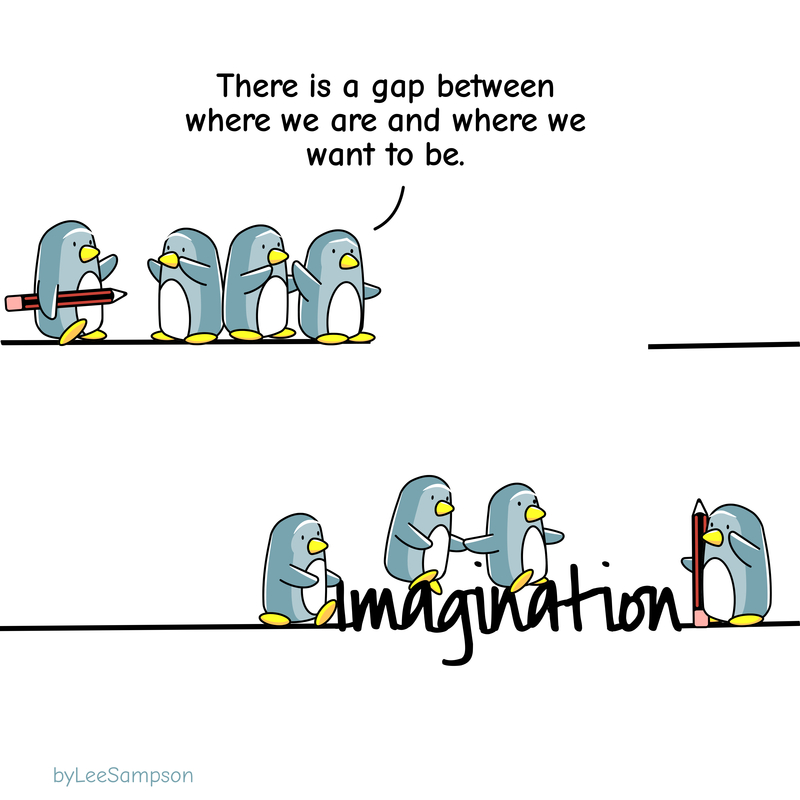 There is a gap between
where we are and where we
want to be.
imagination
byLeeSampson